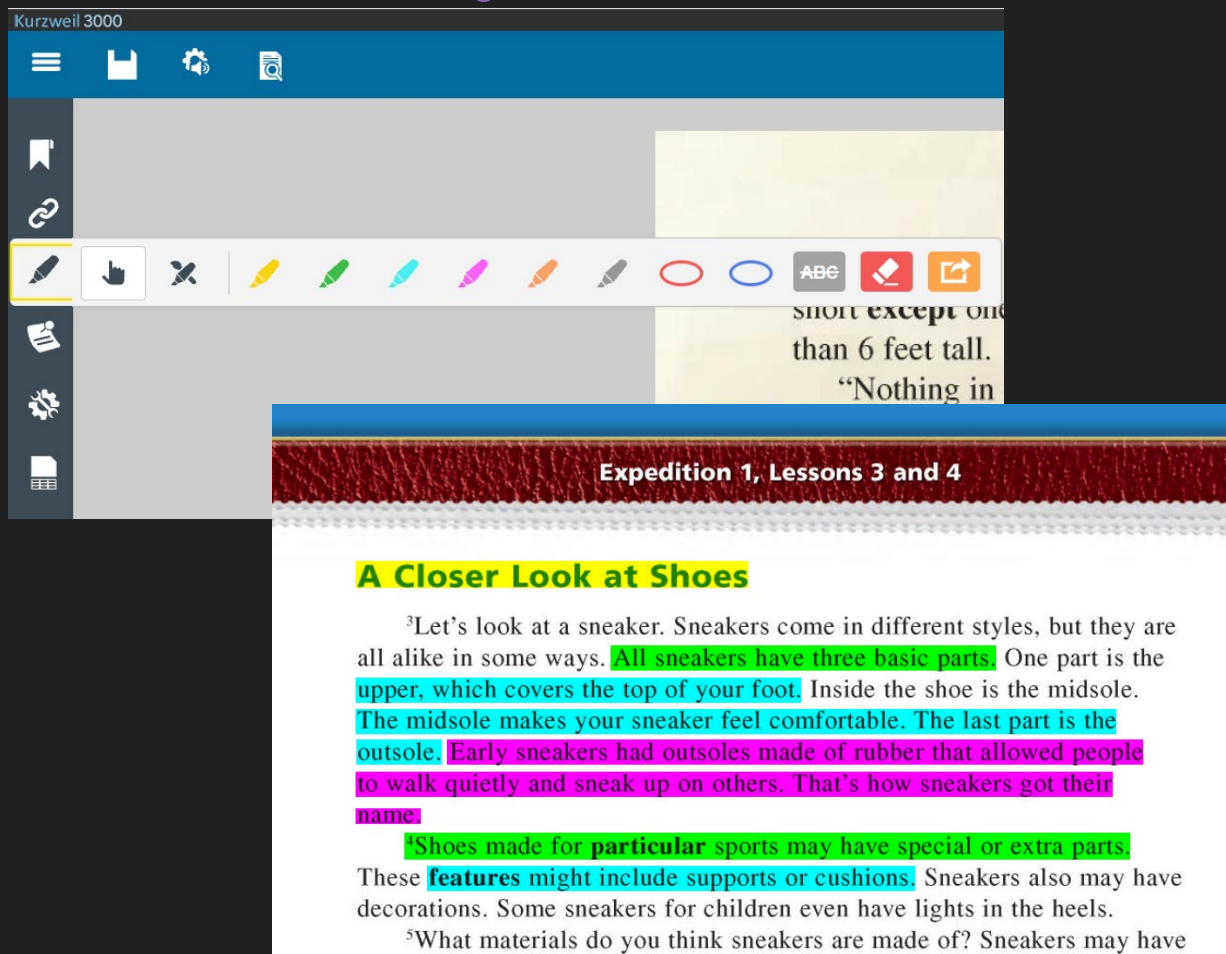 Kurzweil 3000
ABC
short except one
than 6 feet tall.
“Nothing in
Expedition 1, Lessons 3 and 4
A Closer Look at Shoes
³Let’s look at a sneaker. Sneakers come in different styles, but they are
all alike in some ways. All sneakers have three basic parts. One part is the
upper, which covers the top of your foot. Inside the shoe is the midsole.
The midsole makes your sneaker feel comfortable. The last part is the
outsole. Early sneakers had outsoles made of rubber that allowed people
to walk quietly and sneak up on others. That’s how sneakers got their
name.
⁴Shoes made for particular sports may have special or extra parts.
These features might include supports or cushions. Sneakers also may have
decorations. Some sneakers for children even have lights in the heels.
⁵What materials do you think sneakers are made of? Sneakers may have